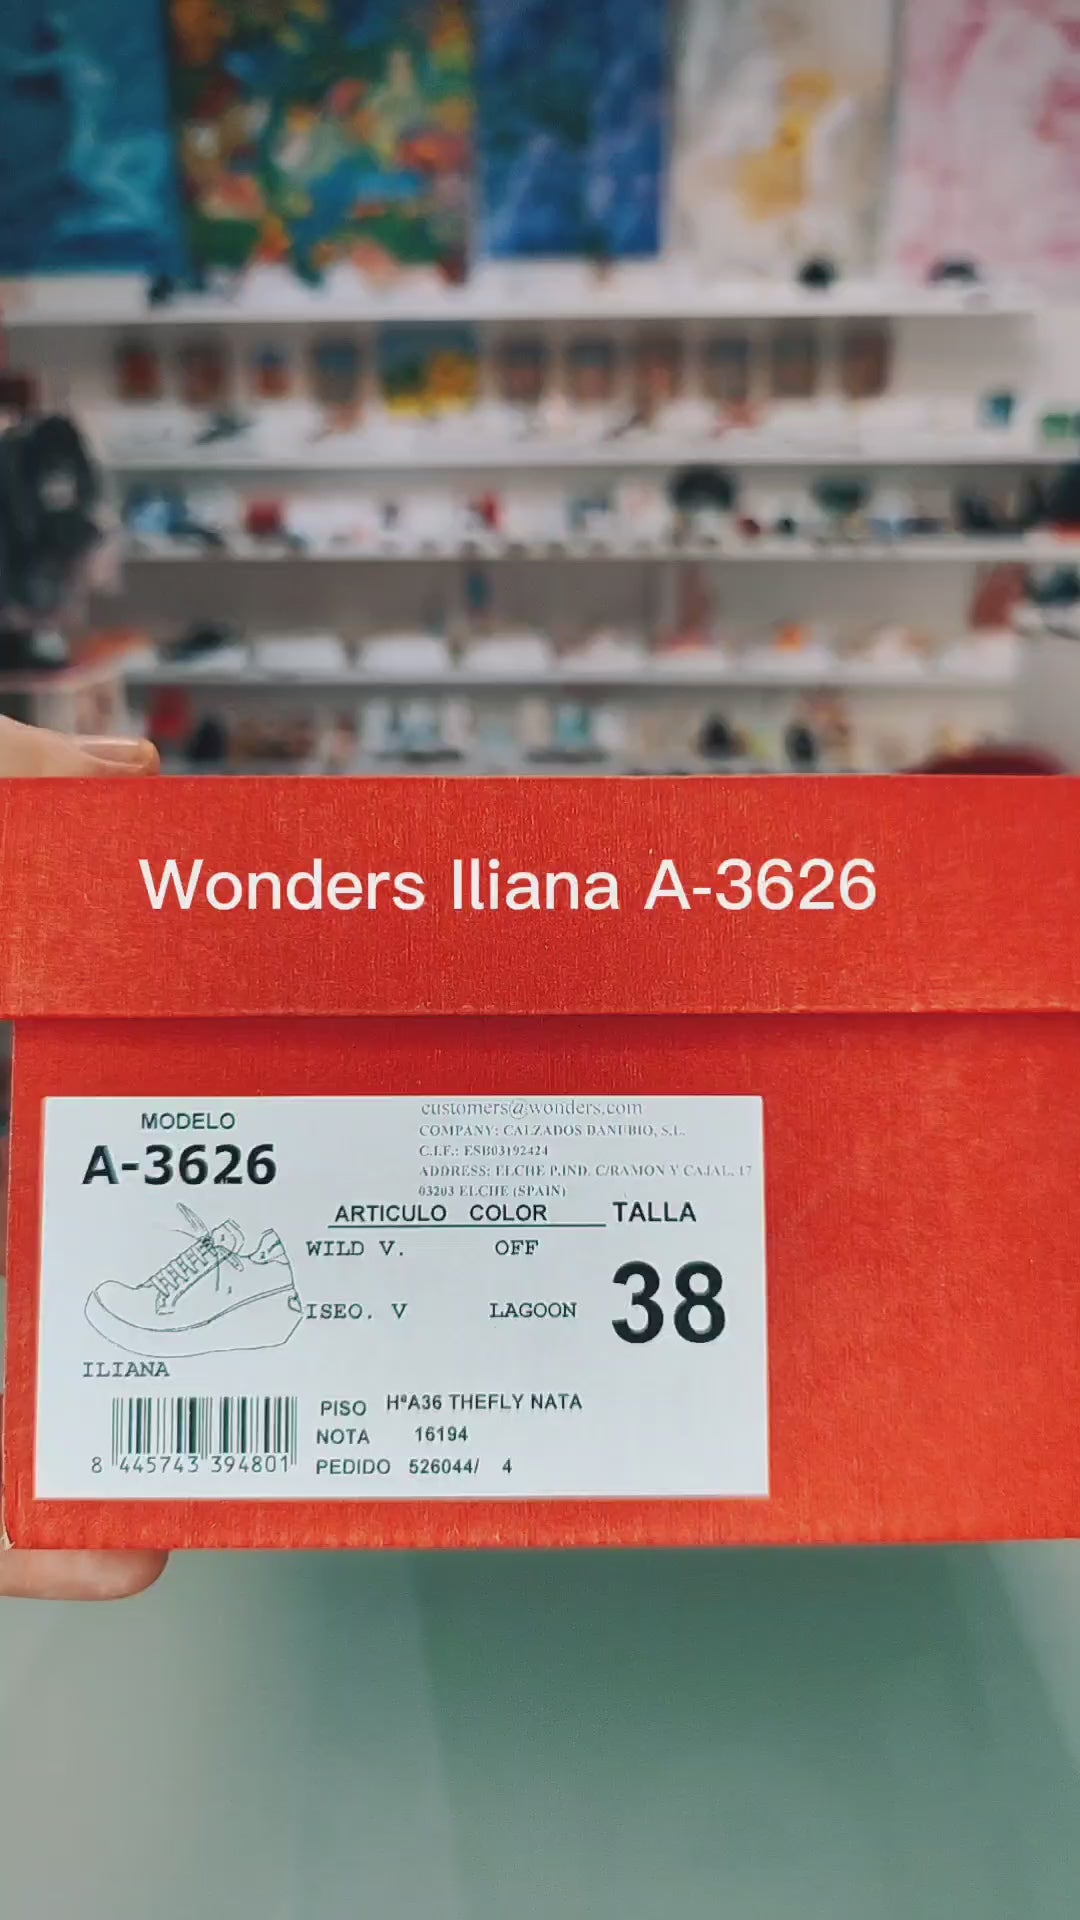 Wonders Iliana A-3626
MODELO
A-3626
customers@wonders.com
COMPANY: CALZADOS DANUBIO, S.L.
C.I.F.: ESB03192424
ADDRESS: ELCHE P.IND. C/RAMON Y CAJAL, 17
03203 ELCHE (SPAIN)
ARTICULO COLOR TALLA
WILD V. OFF
ISEO. V LAGOON
38
ILIANA
PISO HªA36 THEFLY NATA
NOTA 16194
PEDIDO 526044/ 4
8 445743 394801